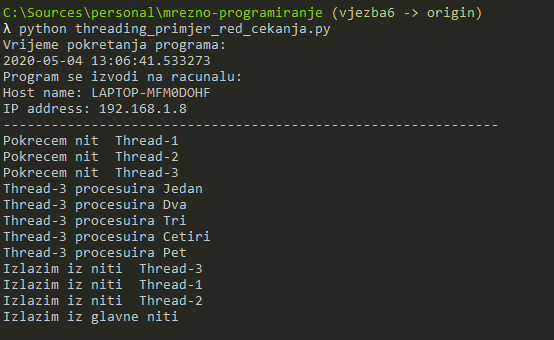 C:\Sources\personal\mrezno-programiranje (vjezba6 -> origin)
λ python threading_primjer_red_cekanja.py
Vrijeme pokretanja programa:
2020-05-04 13:06:41.533273
Program se izvodi na racunalu:
Host name: LAPTOP-MFM0DOHF
IP address: 192.168.1.8
--------------------------------------------------------------
Pokrecem nit  Thread-1
Pokrecem nit  Thread-2
Pokrecem nit  Thread-3
Thread-3 procesuira Jedan
Thread-3 procesuira Dva
Thread-3 procesuira Tri
Thread-3 procesuira Cetiri
Thread-3 procesuira Pet
Izlazim iz niti  Thread-3
Izlazim iz niti  Thread-1
Izlazim iz niti  Thread-2
Izlazim iz glavne niti